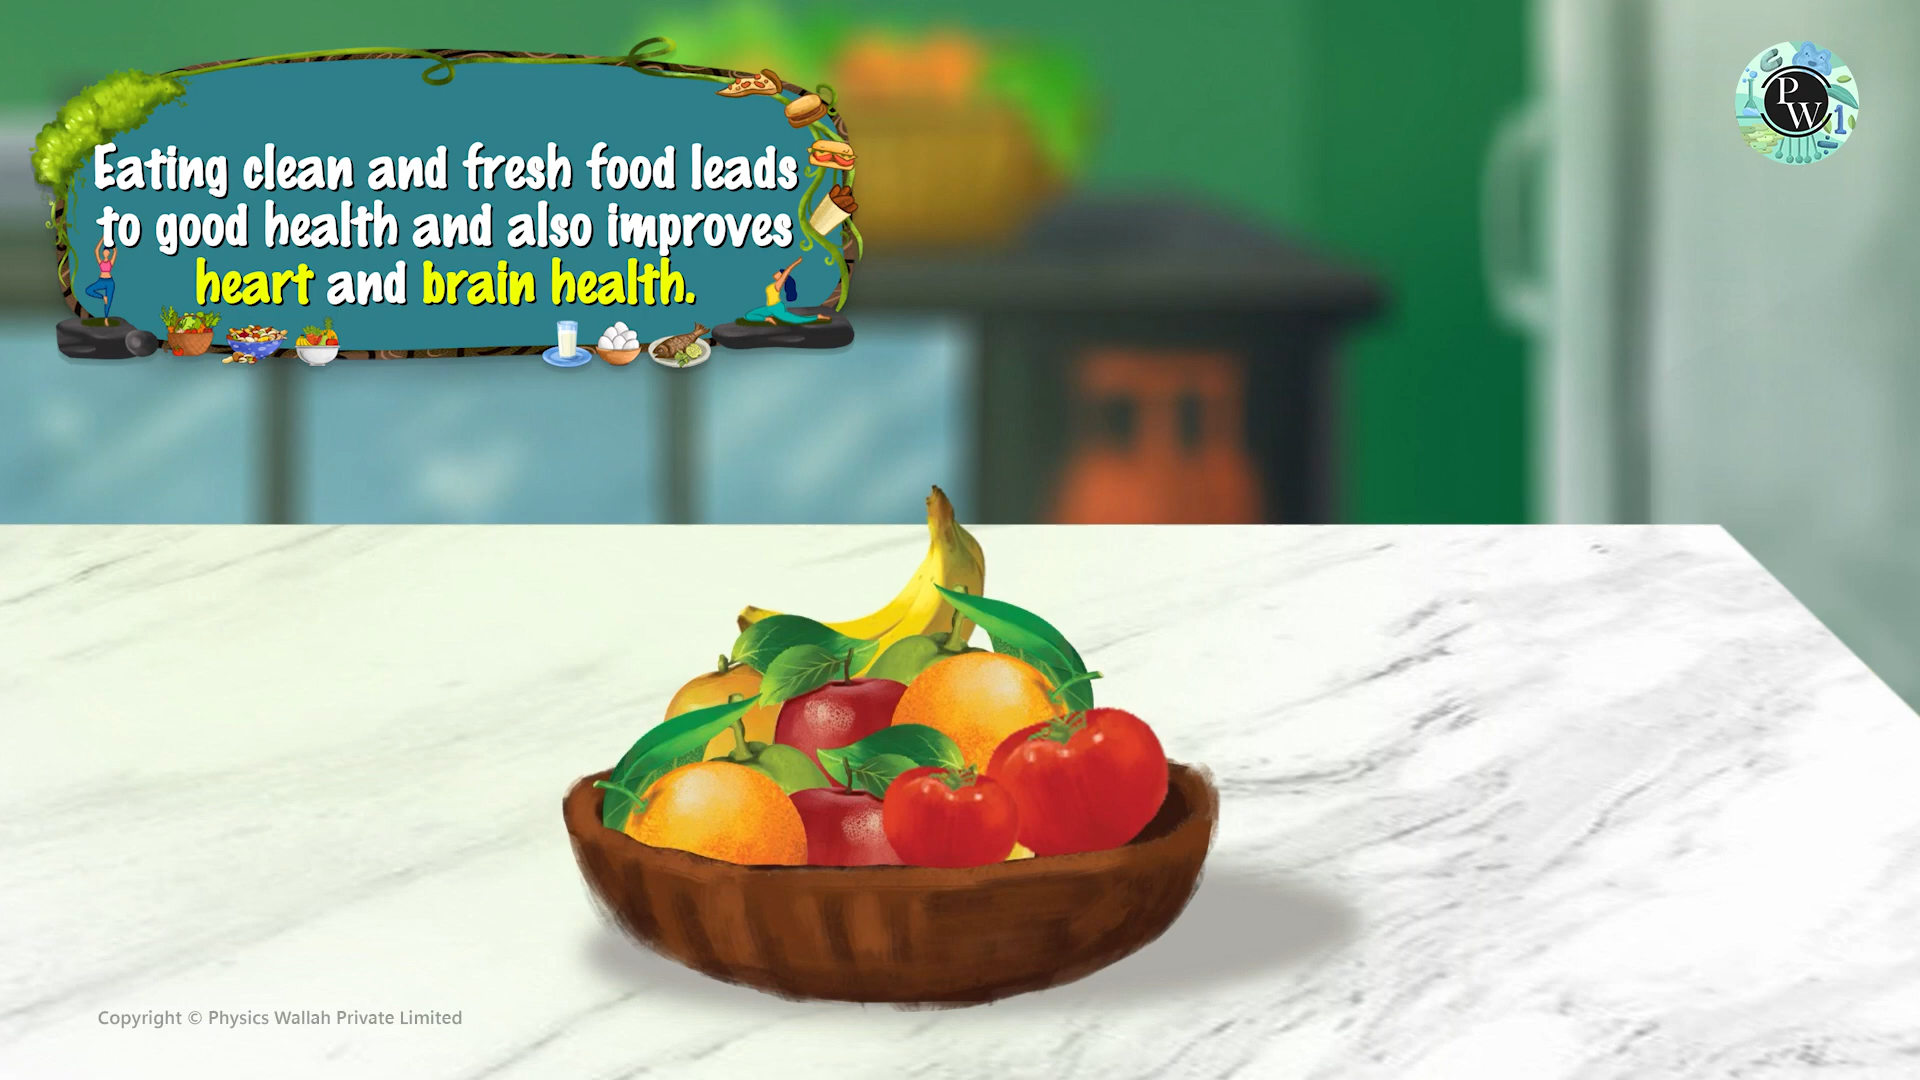 Eating clean and fresh food leads
to good health and also improves
heart and brain health.
PW
1
Copyright © Physics Wallah Private Limited